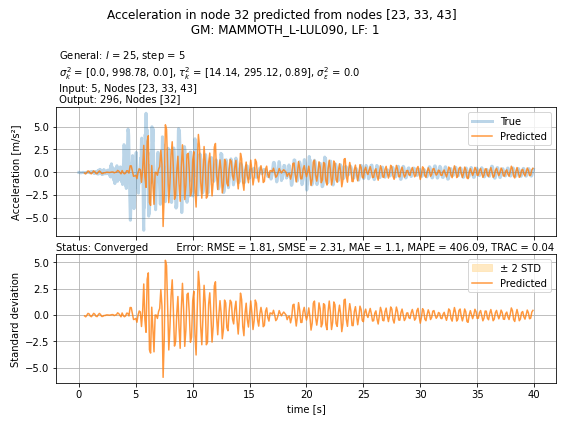 Acceleration in node 32 predicted from nodes [23, 33, 43]
GM: MAMMOTH_L-LUL090, LF: 1
General: l = 25, step = 5
σ_k² = [0.0, 998.78, 0.0], τ_k² = [14.14, 295.12, 0.89], σ_ε² = 0.0
Input: 5, Nodes [23, 33, 43]
Output: 296, Nodes [32]
Acceleration [m/s²]
5.0
2.5
0.0
−2.5
−5.0
True
Predicted
Status: Converged
Error: RMSE = 1.81, SMSE = 2.31, MAE = 1.1, MAPE = 406.09, TRAC = 0.04
Standard deviation
5.0
2.5
0.0
−2.5
−5.0
± 2 STD
Predicted
0 5 10 15 20 25 30 35 40
time [s]